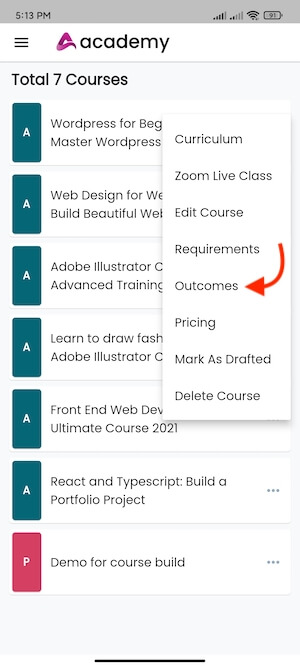 5:13 PM
academy
Total 7 Courses
A
Wordpress for Beg
Master Wordpress
A
Web Design for We
Build Beautiful Web
A
Adobe Illustrator C
Advanced Training
A
Learn to draw fash
Adobe Illustrator C
A
Front End Web Dev
Ultimate Course 2021
A
React and Typescript: Build a
Portfolio Project
P
Demo for course build
Curriculum
Zoom Live Class
Edit Course
Requirements
Outcomes
Pricing
Mark As Drafted
Delete Course